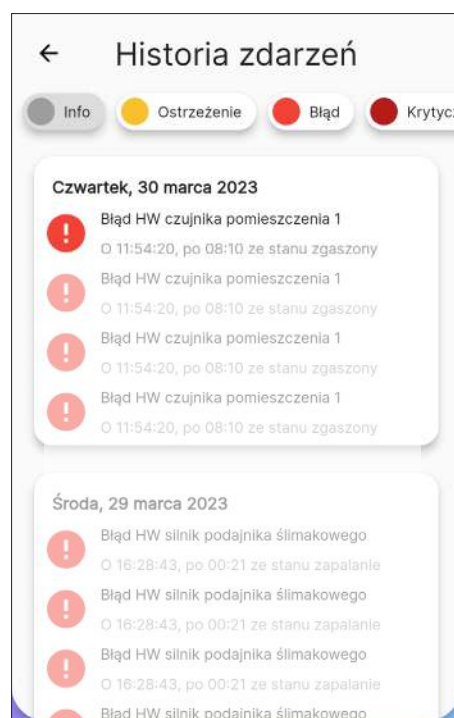 Historia zdarzeń
Info Ostrzeżenie Błąd Krytycz
Czwartek, 30 marca 2023
Błąd HW czujnika pomieszczenia 1
O 11:54:20, po 08:10 ze stanu zgaszony
Błąd HW czujnika pomieszczenia 1
O 11:54:20, po 08:10 ze stanu zgaszony
Błąd HW czujnika pomieszczenia 1
O 11:54:20, po 08:10 ze stanu zgaszony
Błąd HW czujnika pomieszczenia 1
O 11:54:20, po 08:10 ze stanu zgaszony
Środa, 29 marca 2023
Błąd HW silnik podajnika ślimakowego
O 16:28:43, po 00:21 ze stanu zapalanie
Błąd HW silnik podajnika ślimakowego
O 16:28:43, po 00:21 ze stanu zapalanie
Błąd HW silnik podajnika ślimakowego
O 16:28:43, po 00:21 ze stanu zapalanie
Błąd HW silnik podajnika ślimakowego